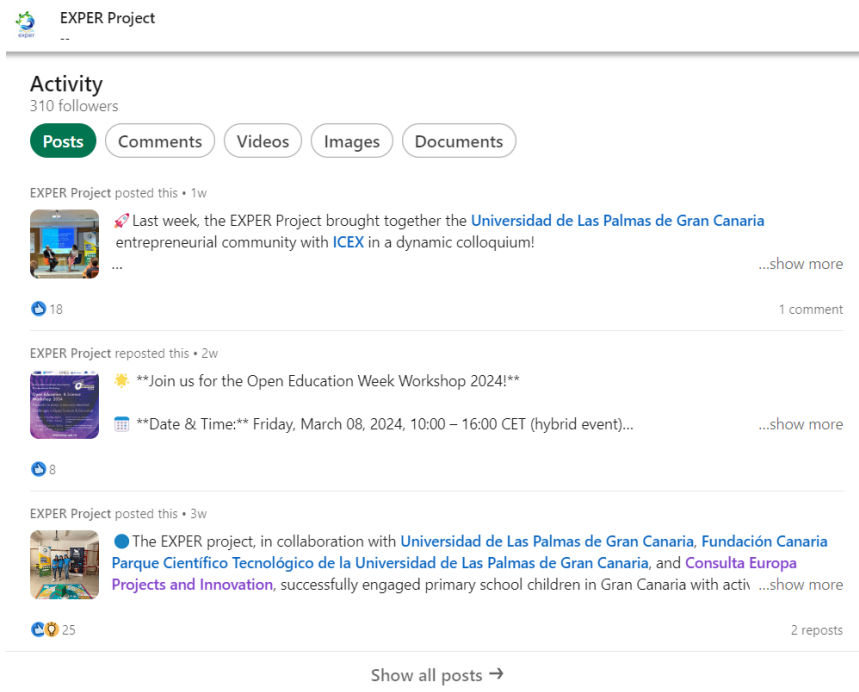 EXPER Project
--
Activity
310 followers
Posts
Comments
Videos
Images
Documents
EXPER Project posted this • 1w
🚀Last week, the EXPER Project brought together the Universidad de Las Palmas de Gran Canaria
entrepreneurial community with ICEX in a dynamic colloquium!
...
...show more
18
1 comment
EXPER Project reposted this • 2w
🌟 **Join us for the Open Education Week Workshop 2024!**
🗓️ **Date & Time:** Friday, March 08, 2024, 10:00 – 16:00 CET (hybrid event)...
...show more
8
EXPER Project posted this • 3w
🔵The EXPER project, in collaboration with Universidad de Las Palmas de Gran Canaria, Fundación Canaria
Parque Científico Tecnológico de la Universidad de Las Palmas de Gran Canaria, and Consulta Europa
Projects and Innovation, successfully engaged primary school children in Gran Canaria with activ ...show more
25
2 reposts
Show all posts →